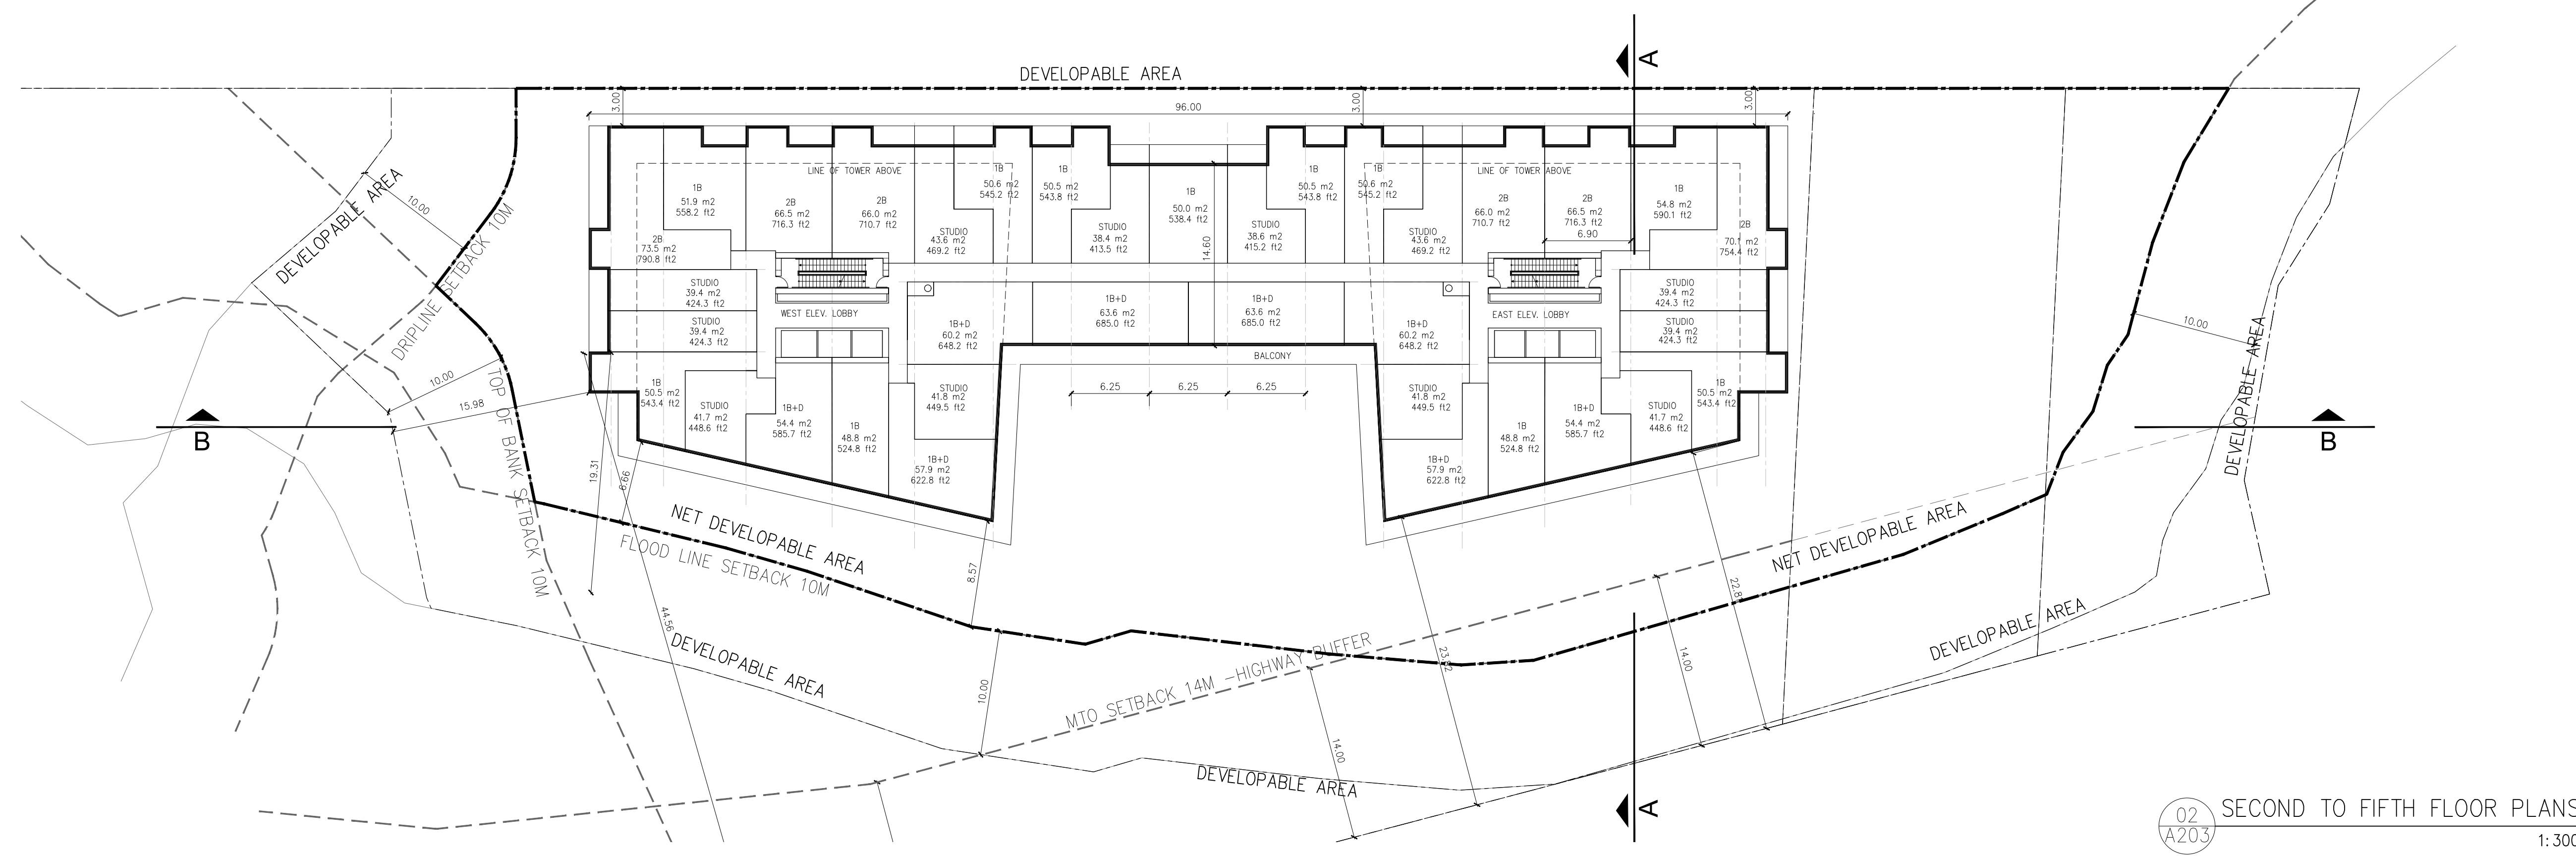 DEVELOPABLE AREA
A
3.00
3.00
3.00
96.00
DEVELOPABLE AREA
10.00
DRIPLINE SETBACK 10M
LINE OF TOWER ABOVE
LINE OF TOWER ABOVE
1B
51.9 m2
558.2 ft2
2B
66.5 m2
716.3 ft2
2B
66.0 m2
710.7 ft2
1B
50.6 m2
545.2 ft2
1B
50.5 m2
543.8 ft2
1B
50.0 m2
538.4 ft2
1B
50.5 m2
543.8 ft2
1B
50.6 m2
545.2 ft2
2B
66.0 m2
710.7 ft2
2B
66.5 m2
716.3 ft2
6.90
1B
54.8 m2
590.1 ft2
2B
73.5 m2
790.8 ft2
STUDIO
43.6 m2
469.2 ft2
STUDIO
38.4 m2
413.5 ft2
14.60
STUDIO
38.6 m2
415.2 ft2
STUDIO
43.6 m2
469.2 ft2
2B
70.1 m2
754.4 ft2
STUDIO
39.4 m2
424.3 ft2
STUDIO
39.4 m2
424.3 ft2
WEST ELEV. LOBBY
1B+D
60.2 m2
648.2 ft2
1B+D
63.6 m2
685.0 ft2
1B+D
63.6 m2
685.0 ft2
1B+D
60.2 m2
648.2 ft2
EAST ELEV. LOBBY
STUDIO
39.4 m2
424.3 ft2
STUDIO
39.4 m2
424.3 ft2
BALCONY
6.25
6.25
6.25
1B
50.5 m2
543.4 ft2
STUDIO
41.7 m2
448.6 ft2
1B+D
54.4 m2
585.7 ft2
1B
48.8 m2
524.8 ft2
STUDIO
41.8 m2
449.5 ft2
1B+D
57.9 m2
622.8 ft2
STUDIO
41.8 m2
449.5 ft2
1B+D
57.9 m2
622.8 ft2
1B
48.8 m2
524.8 ft2
1B+D
54.4 m2
585.7 ft2
STUDIO
41.7 m2
448.6 ft2
1B
50.5 m2
543.4 ft2
10.00
15.98
B
TOP OF BANK SETBACK 10M
19.31
6.66
10.00
DEVELOPABLE AREA
DEVELOPABLE AREA
B
NET DEVELOPABLE AREA
FLOOD LINE SETBACK 10M
8.57
44.56
DEVELOPABLE AREA
10.00
MTO SETBACK 14M -HIGHWAY BUFFER
14.00
14.00
NET DEVELOPABLE AREA
DEVELOPABLE AREA
DEVELOPABLE AREA
A
02
A203
SECOND TO FIFTH FLOOR PLANS
1:300